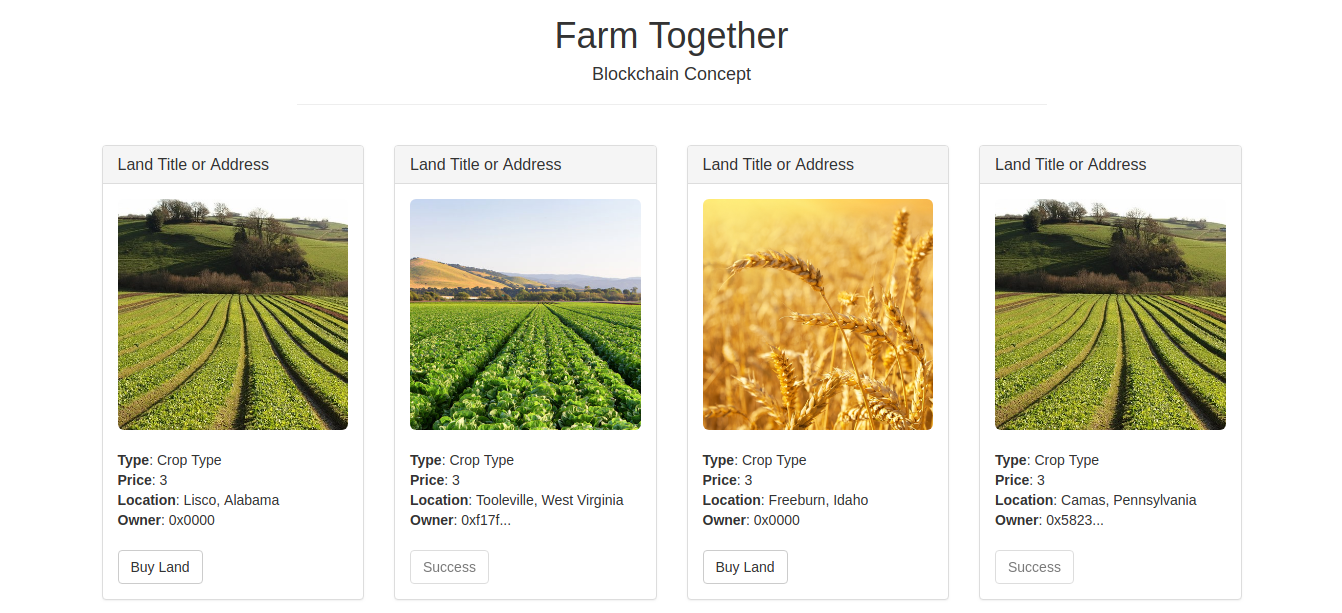 Farm Together
Blockchain Concept
Land Title or Address
Type: Crop Type
Price: 3
Location: Lisco, Alabama
Owner: 0x0000
Buy Land
Land Title or Address
Type: Crop Type
Price: 3
Location: Tooleville, West Virginia
Owner: 0xf17f...
Success
Land Title or Address
Type: Crop Type
Price: 3
Location: Freeburn, Idaho
Owner: 0x0000
Buy Land
Land Title or Address
Type: Crop Type
Price: 3
Location: Camas, Pennsylvania
Owner: 0x5823...
Success